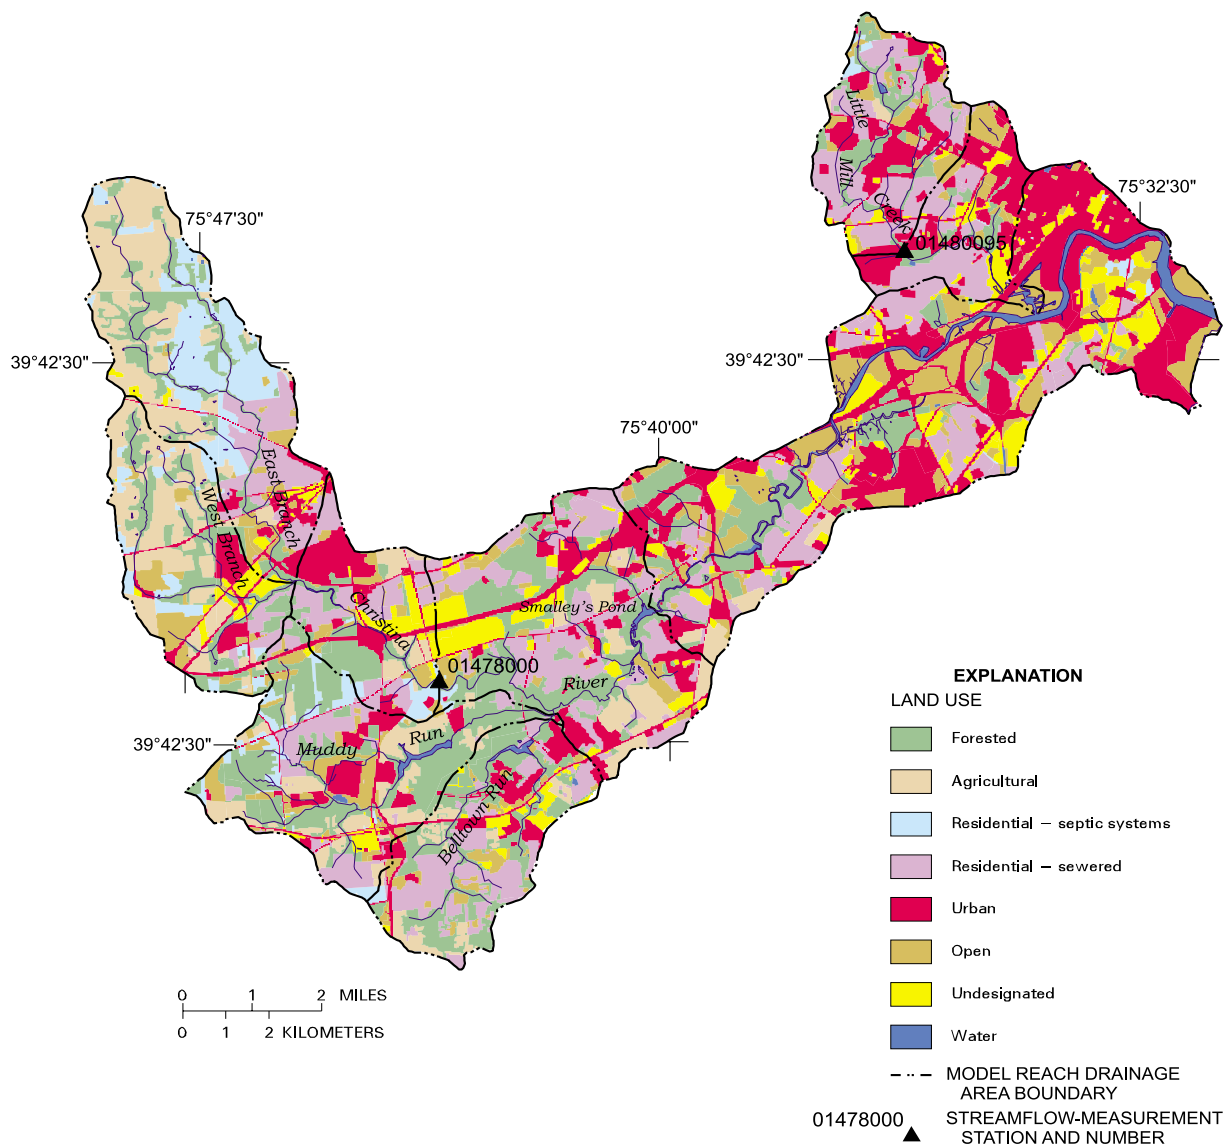 Little
Mill
Creek
75°32'30"
75°47'30"
01480095
39°42'30"
39°42'30"
75°40'00"
East Branch
West Branch
Christina
Smalley's Pond
01478000
River
39°42'30"
Mudday
Run
Belltown Run
EXPLANATION
LAND USE
Forested
Agricultural
Residential – septic systems
Residential – sewered
Urban
Open
Undesignated
Water
MODEL REACH DRAINAGE
AREA BOUNDARY
01478000
STREAMFLOW-MEASUREMENT
STATION AND NUMBER
0 1 2 MILES
0 1 2 KILOMETERS